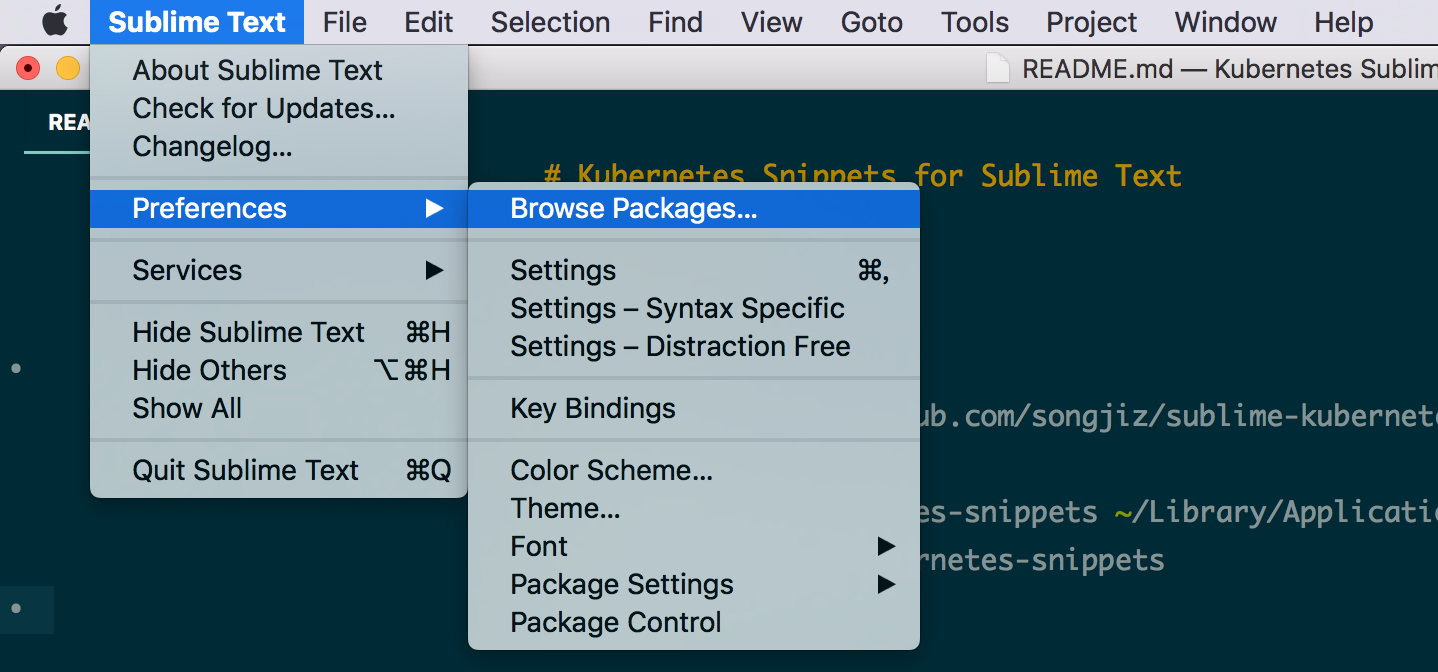 Sublime Text File Edit Selection Find View Goto Tools Project Window Help
README.md — Kubernetes Sublim
REA
About Sublime Text
Check for Updates...
Changelog...
Preferences ▶
Services ▶
Hide Sublime Text ⌘H
Hide Others ⌥⌘H
Show All
Quit Sublime Text ⌘Q
# Kubernetes Snippets for Sublime Text
Browse Packages...
Settings ⌘,
Settings – Syntax Specific
Settings – Distraction Free
Key Bindings
Color Scheme...
Theme...
Font ▶
Package Settings ▶
Package Control
ub.com/songjiz/sublime-kubernete
es-snippets ~/Library/Applicatio
rnetes-snippets